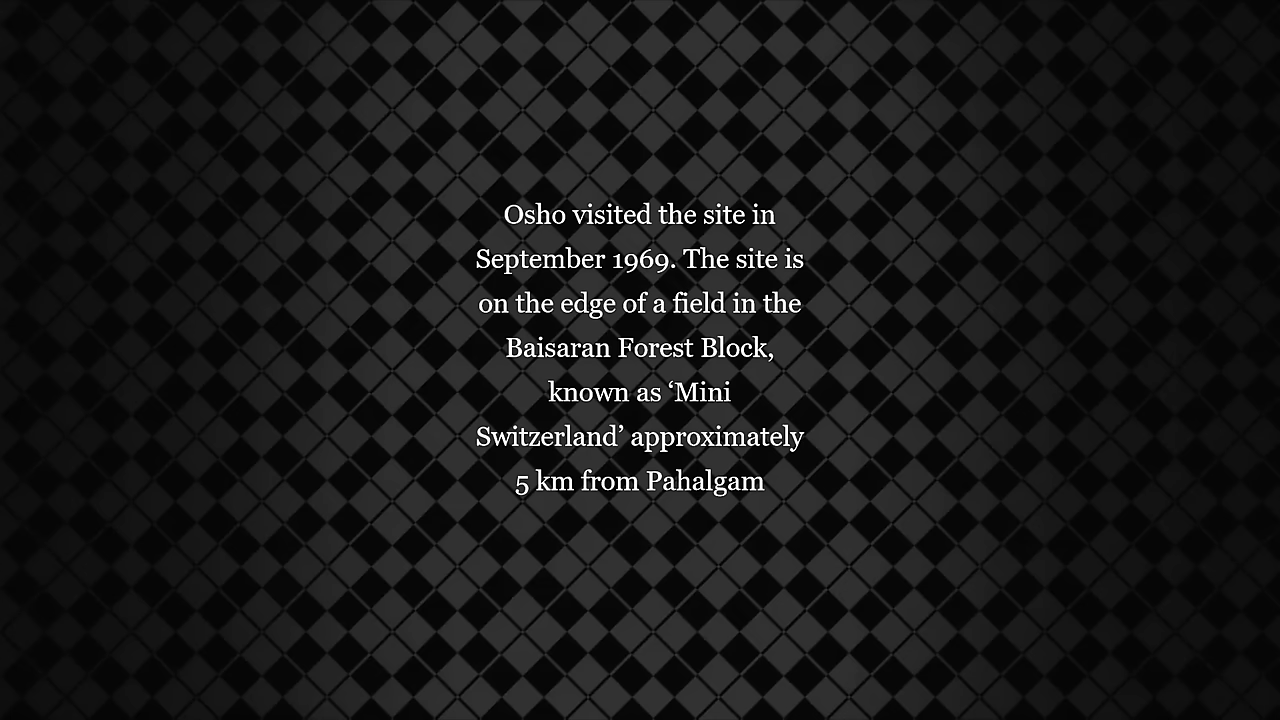 Osho visited the site in
September 1969. The site is
on the edge of a field in the
Baisaran Forest Block,
known as ‘Mini
Switzerland’ approximately
5 km from Pahalgam